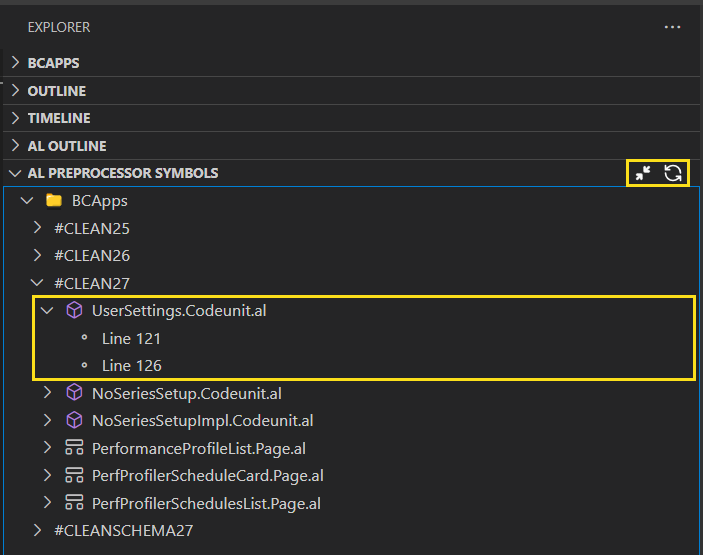 EXPLORER
BCAPPS
OUTLINE
TIMELINE
AL OUTLINE
AL PREPROCESSOR SYMBOLS
BCApps
#CLEAN25
#CLEAN26
#CLEAN27
UserSettings.Codeunit.al
Line 121
Line 126
NoSeriesSetup.Codeunit.al
NoSeriesSetupImpl.Codeunit.al
PerformanceProfileList.Page.al
PerfProfilerScheduleCard.Page.al
PerfProfilerSchedulesList.Page.al
#CLEANSCHEMA27